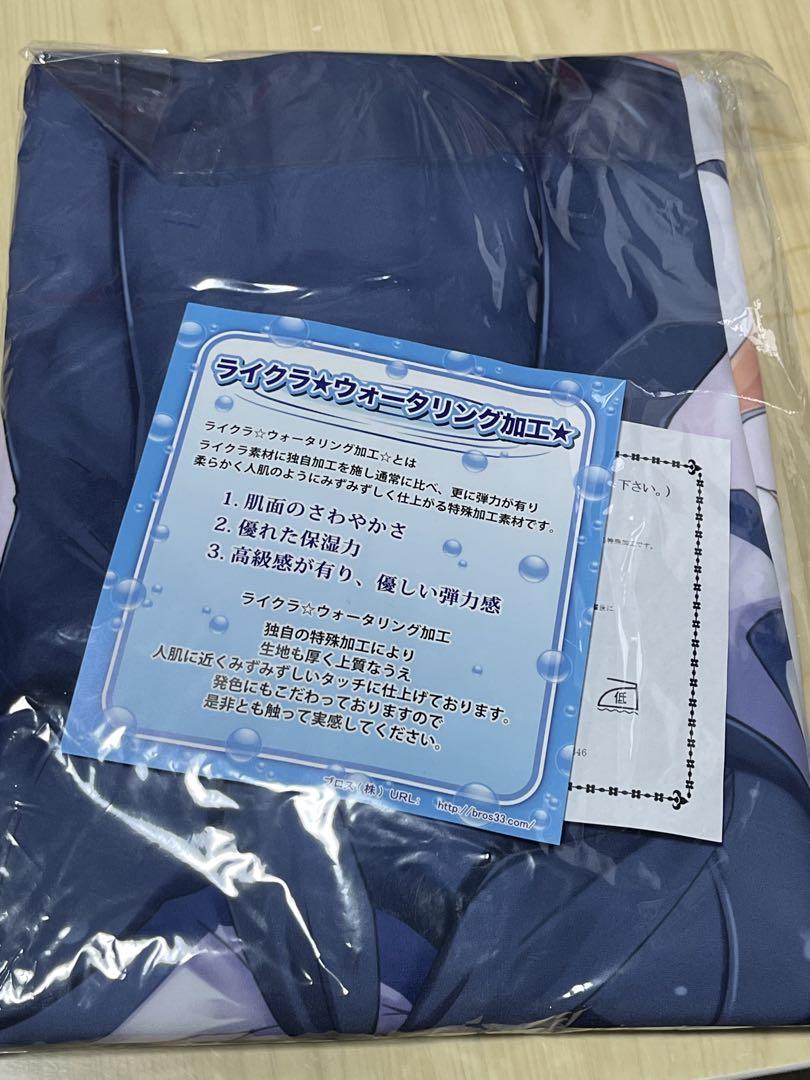 ライクラ★ウォータリング加工★
ライクラ☆ウォータリング加工☆とは
ライクラ素材に独自加工を施し通常に比べ、更に弾力が有り
柔らかく人肌のようにみずみずしく仕上がる特殊加工素材です。
1. 肌面のさわやかさ
2. 優れた保湿力
3. 高級感が有り、優しい弾力感
ライクラ☆ウォータリング加工
独自の特殊加工により
生地も厚く上質なうえ
人肌に近くみずみずしいタッチに仕上げております。
発色にもこだわっておりますので
是非とも触って実感してください。
ブロス(株) URL: http://bros33.com/
下さい。)
特殊加工です。
低
46